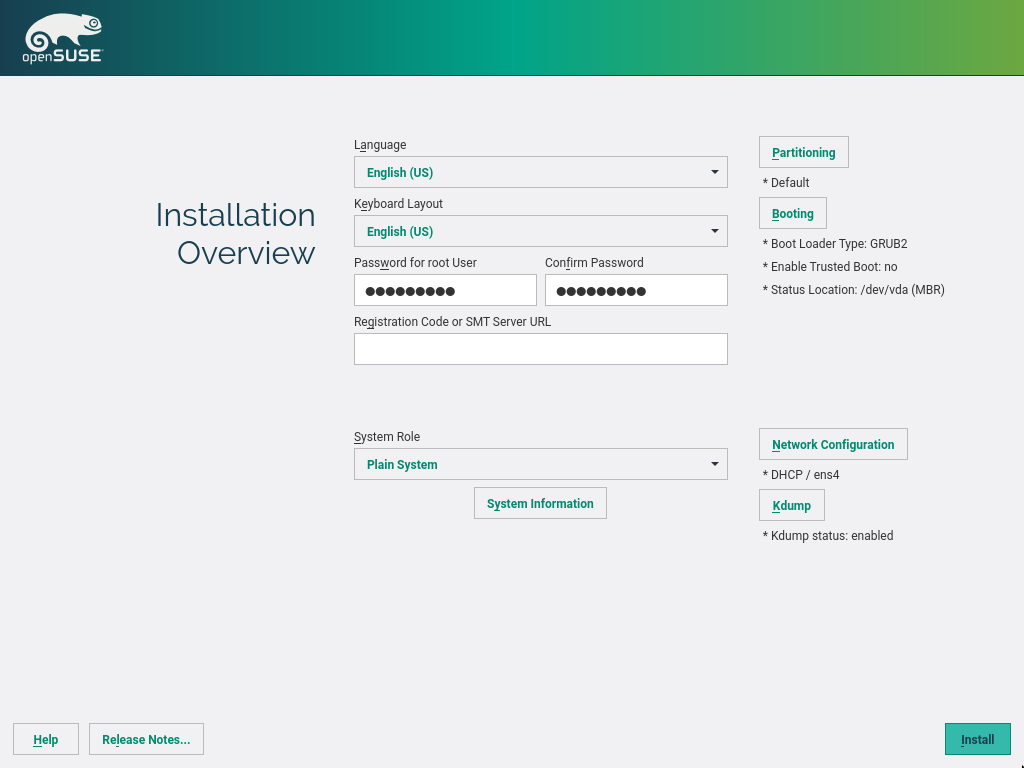 openSUSE
Installation
Overview
Language
English (US)
Keyboard Layout
English (US)
Password for root User
Confirm Password
●●●●●●●●●
●●●●●●●●●
Registration Code or SMT Server URL
System Role
Plain System
System Information
Partitioning
* Default
Booting
* Boot Loader Type: GRUB2
* Enable Trusted Boot: no
* Status Location: /dev/vda (MBR)
Network Configuration
* DHCP / ens4
Kdump
* Kdump status: enabled
Help
Release Notes...
Install